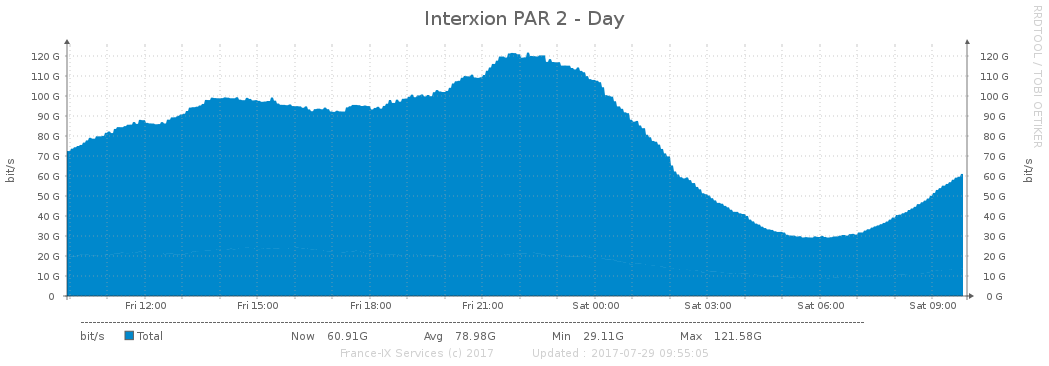 Interxion PAR 2 - Day
RRDTOOL / TOBI OETIKER
bit/s
bit/s
120 G 120 G
110 G 110 G
100 G 100 G
90 G 90 G
80 G 80 G
70 G 70 G
60 G 60 G
50 G 50 G
40 G 40 G
30 G 30 G
20 G 20 G
10 G 10 G
0 0 G
Fri 12:00 Fri 15:00 Fri 18:00 Fri 21:00 Sat 00:00 Sat 03:00 Sat 06:00 Sat 09:00
bit/s Total Now 60.91G Avg 78.98G Min 29.11G Max 121.58G
France-IX Services (c) 2017 Updated : 2017-07-29 09:55:05